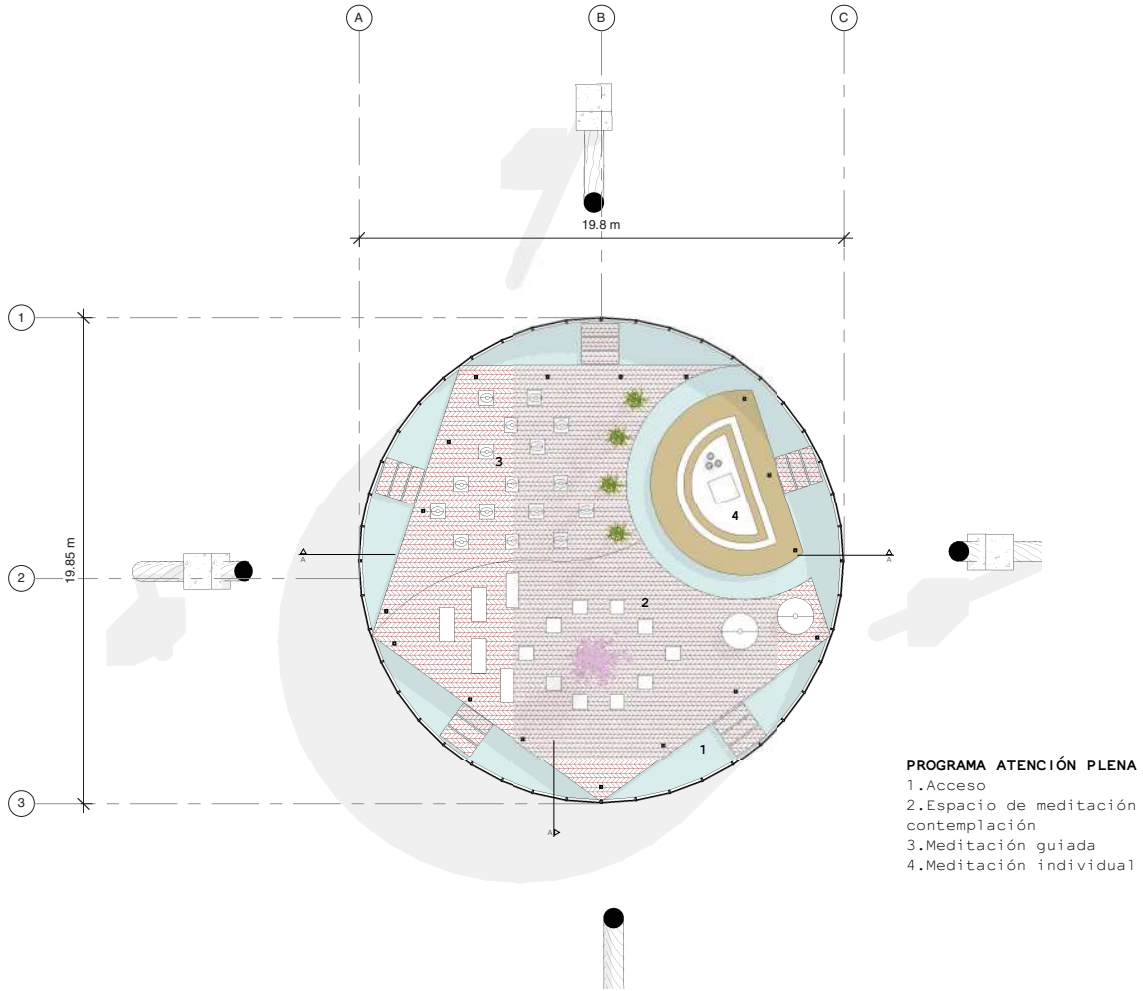 A
B
C
19.8 m
1
3
4
19.85 m
A
A
2
2
1
3
A
PROGRAMA ATENCIÓN PLENA
1.Acceso
2.Espacio de meditación
contemplación
3.Meditación guiada
4.Meditación individual